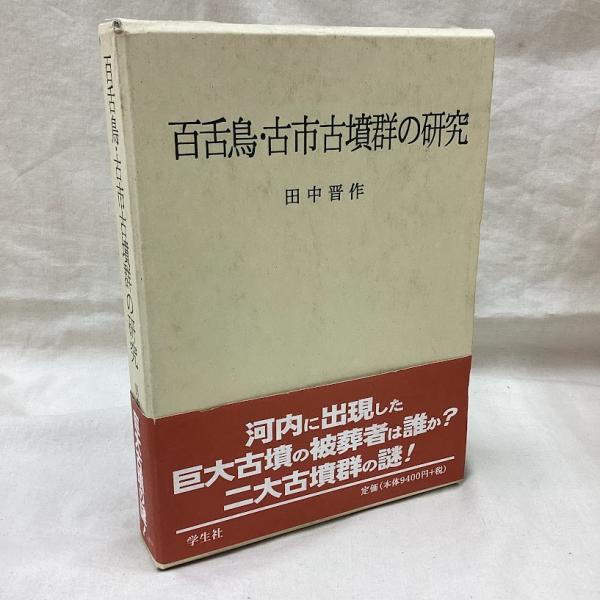 百舌鳥・古市古墳群の研究
田中晋作
河内に出現した
巨大古墳の被葬者は誰か?
二大古墳群の謎!
定価(本体9400円+税)
学生社
百舌鳥・古市古墳群の研究